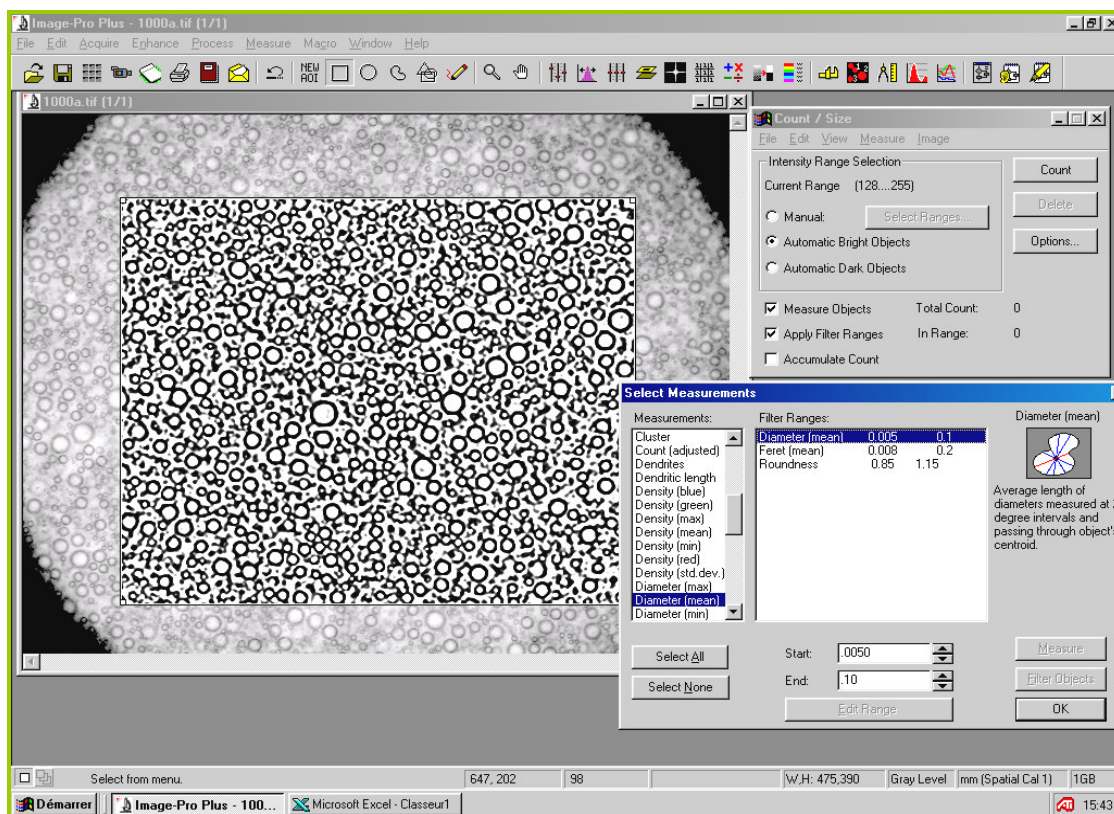 Image-Pro Plus - 1000a.tif (1/1)
File Edit Acquire Enhance Process Measure Macro Window Help
NEW AOI
1000a.tif (1/1)
Count / Size
File Edit View Measure Image
Intensity Range Selection
Current Range (128....255)
Manual: Select Ranges...
Automatic Bright Objects
Automatic Dark Objects
Count
Delete
Options...
Measure Objects Total Count: 0
Apply Filter Ranges In Range: 0
Accumulate Count
Select Measurements
Measurements:
Cluster
Count (adjusted)
Dendrites
Dendritic length
Density (blue)
Density (green)
Density (max)
Density (mean)
Density (min)
Density (red)
Density (std.dev.)
Diameter (max)
Diameter (mean)
Diameter (min)
Filter Ranges:
Diameter (mean) 0.005 0.1
Feret (mean) 0.008 0.2
Roundness 0.85 1.15
Diameter (mean)
Average length of
diameters measured at
degree intervals and
passing through object's
centroid.
Select All
Select None
Start: .0050
End: .10
Edit Range
Measure
Filter Objects
OK
Select from menu. 647, 202 98 W,H: 475,390 Gray Level mm (Spatial Cal 1) 1GB
Démarrer Image-Pro Plus - 100... Microsoft Excel - Classeur1 15:43